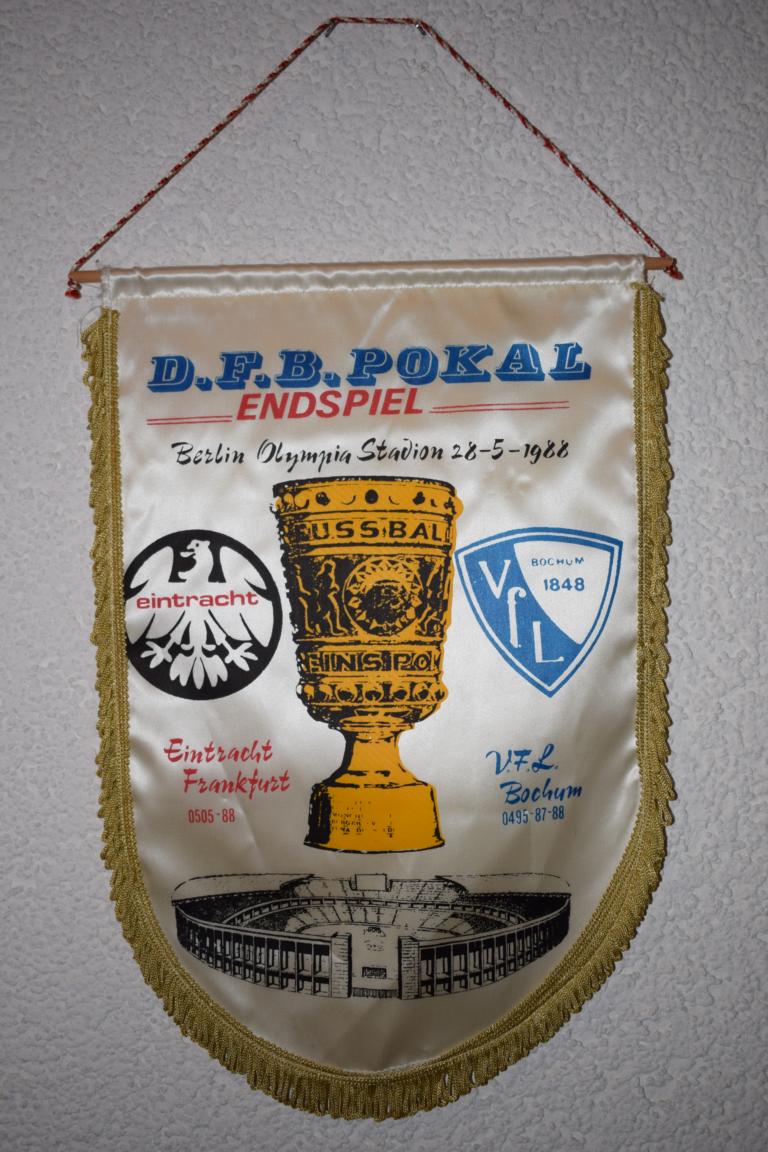 D.F.B. POKAL
ENDSPIEL
Berlin Olympia Stadion 28-5-1988
USSBAL
eintracht
BOCHUM
1848
VfL
EINSPO
Eintracht
Frankfurt
0505-88
V.F.L.
Bochum
0495-87-88